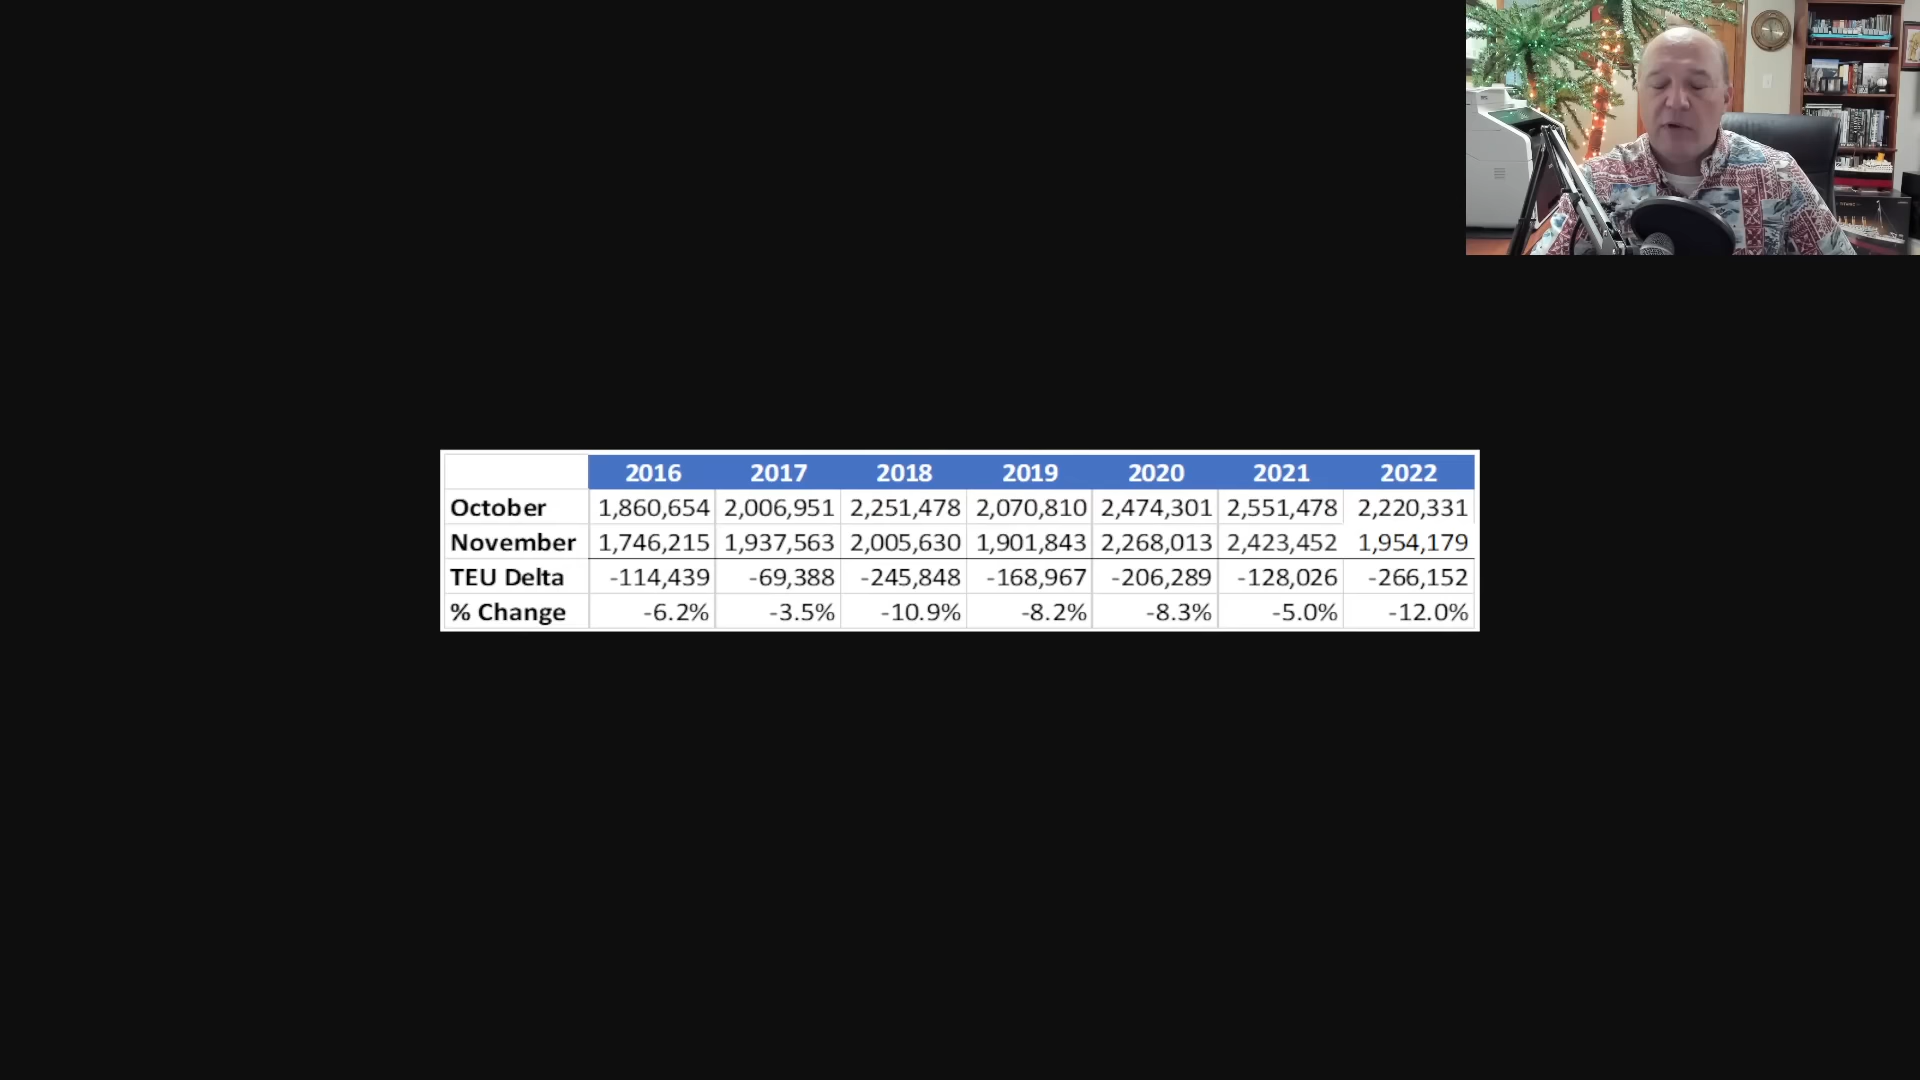 2016 2017 2018 2019 2020 2021 2022
October 1,860,654 2,006,951 2,251,478 2,070,810 2,474,301 2,551,478 2,220,331
November 1,746,215 1,937,563 2,005,630 1,901,843 2,268,013 2,423,452 1,954,179
TEU Delta -114,439 -69,388 -245,848 -168,967 -206,289 -128,026 -266,152
% Change -6.2% -3.5% -10.9% -8.2% -8.3% -5.0% -12.0%
TITANIC